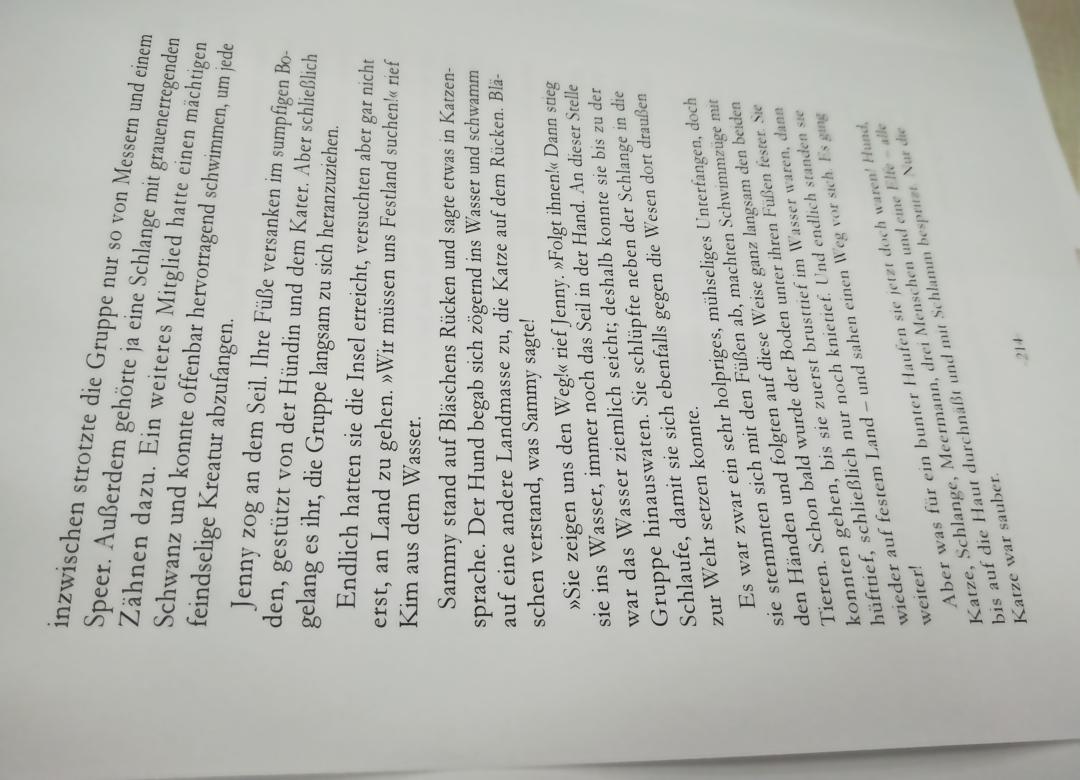 inzwischen strotzte die Gruppe nur so von Messern und einem
Speer. Außerdem gehörte ja eine Schlange mit grauenerregenden
Zähnen dazu. Ein weiteres Mitglied hatte einen mächtigen
Schwanz und konnte offenbar hervorragend schwimmen, um jede
feindselige Kreatur abzufangen.
Jenny zog an dem Seil. Ihre Füße versanken im sumpfigen Bo-
den, gestützt von der Hündin und dem Kater. Aber schließlich
gelang es ihr, die Gruppe langsam zu sich heranzuziehen.
Endlich hatten sie die Insel erreicht, versuchten aber gar nicht
erst, an Land zu gehen. »Wir müssen uns Festland suchen!« rief
Kim aus dem Wasser.
Sammy stand auf Bläschens Rücken und sagte etwas in Katzen-
sprache. Der Hund begab sich zögernd ins Wasser und schwamm
auf eine andere Landmasse zu, die Katze auf dem Rücken. Blä-
schen verstand, was Sammy sagte!
»Sie zeigen uns den Weg!« rief Jenny. »Folgt ihnen!« Dann stieg
sie ins Wasser, immer noch das Seil in der Hand. An dieser Stelle
war das Wasser ziemlich seicht; deshalb konnte sie bis zu der
Gruppe hinauswaten. Sie schlüpfte neben der Schlange in die
Schlaufe, damit sie sich ebenfalls gegen die Wesen dort draußen
zur Wehr setzen konnte.
Es war zwar ein sehr holpriges, mühseliges Unterfangen, doch
sie stemmten sich mit den Füßen ab, machten Schwimmzüge mit
den Händen und folgten auf diese Weise ganz langsam den beiden
Tieren. Schon bald wurde der Boden unter ihren Füßen fester. Sie
konnten gehen, bis sie zuerst brusttief im Wasser waren, dann
hüfttief, schließlich nur noch knietief. Und endlich standen sie
wieder auf festem Land – und sahen einen Weg vor sich. Es ging
weiter!
Aber was für ein bunter Haufen sie jetzt doch waren! Hund,
Katze, Schlange, Meermann, drei Menschen und eine Elfe – alle
bis auf die Haut durchnäßt und mit Schlamm bespritzt. Nur die
Katze war sauber.
214